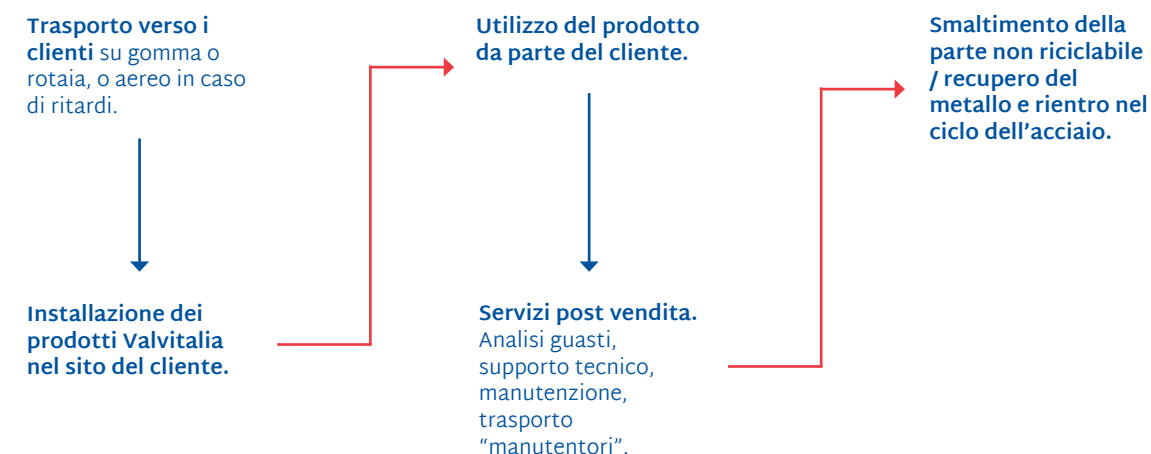 Trasporto verso i
clienti su gomma o
rotaia, o aereo in caso
di ritardi.
Installazione dei
prodotti Valvitalia
nel sito del cliente.
Utilizzo del prodotto
da parte del cliente.
Servizi post vendita.
Analisi guasti,
supporto tecnico,
manutenzione,
trasporto
“manutentori”.
Smaltimento della
parte non riciclabile
/ recupero del
metallo e rientro nel
ciclo dell’acciaio.